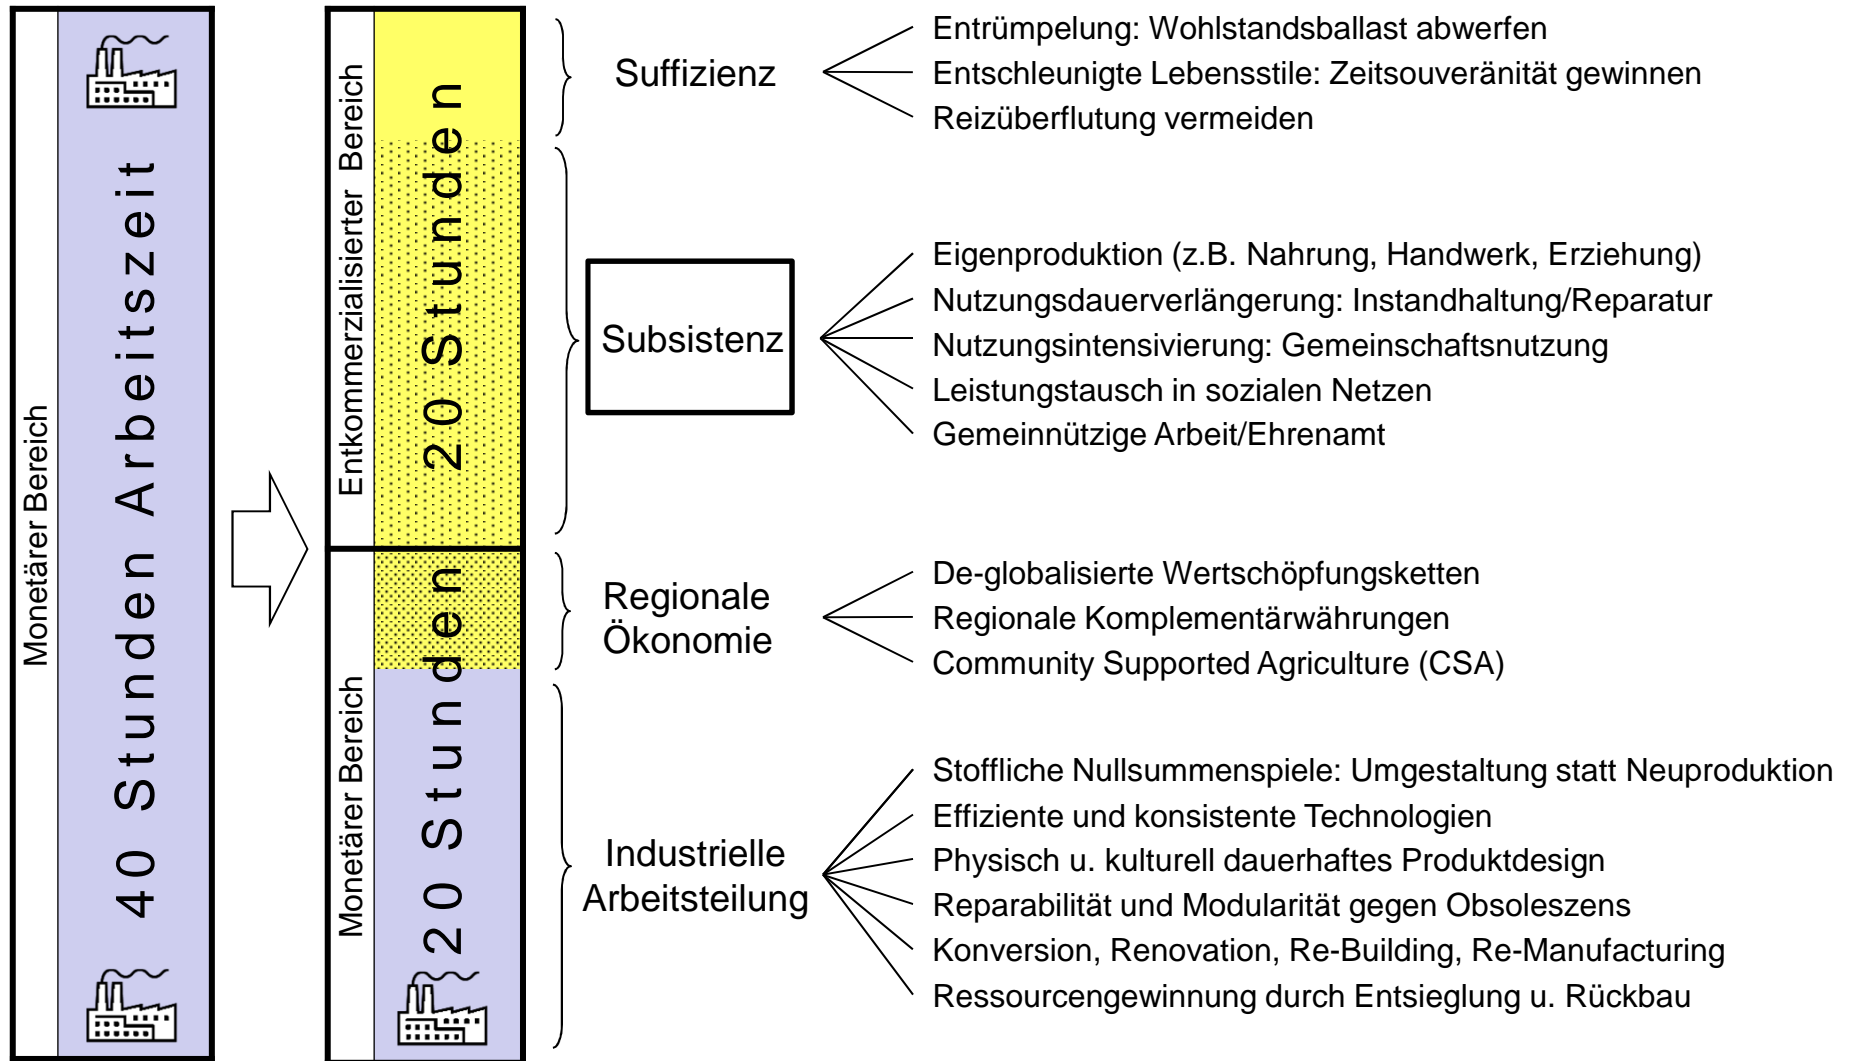 Monetärer Bereich
40 Stunden Arbeitszeit
Entkommerzialisierter Bereich
20 Stunden
Monetärer Bereich
20 Stunden
Suffizienz
Entrümpelung: Wohlstandsballast abwerfen
Entschleunigte Lebensstile: Zeitsouveränität gewinnen
Reizüberflutung vermeiden
Subsistenz
Eigenproduktion (z.B. Nahrung, Handwerk, Erziehung)
Nutzungsdauerverlängerung: Instandhaltung/Reparatur
Nutzungsintensivierung: Gemeinschaftsnutzung
Leistungstausch in sozialen Netzen
Gemeinnützige Arbeit/Ehrenamt
Regionale
Ökonomie
De-globalisierte Wertschöpfungsketten
Regionale Komplementärwährungen
Community Supported Agriculture (CSA)
Industrielle
Arbeitsteilung
Stoffliche Nullsummenspiele: Umgestaltung statt Neuproduktion
Effiziente und konsistente Technologien
Physisch u. kulturell dauerhaftes Produktdesign
Reparabilität und Modularität gegen Obsoleszens
Konversion, Renovation, Re-Building, Re-Manufacturing
Ressourcengewinnung durch Entsieglung u. Rückbau